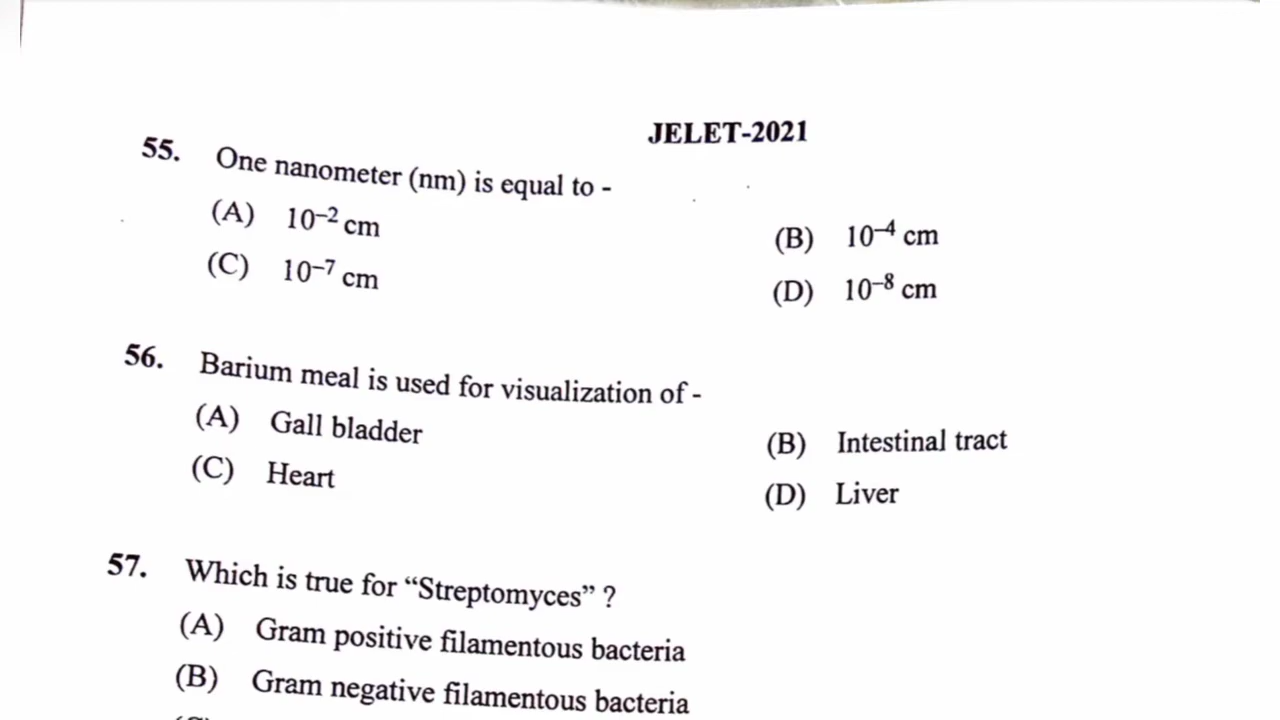 JELET-2021
55. One nanometer (nm) is equal to -
(A) 10⁻² cm (B) 10⁻⁴ cm
(C) 10⁻⁷ cm (D) 10⁻⁸ cm
56. Barium meal is used for visualization of -
(A) Gall bladder (B) Intestinal tract
(C) Heart (D) Liver
57. Which is true for “Streptomyces” ?
(A) Gram positive filamentous bacteria
(B) Gram negative filamentous bacteria